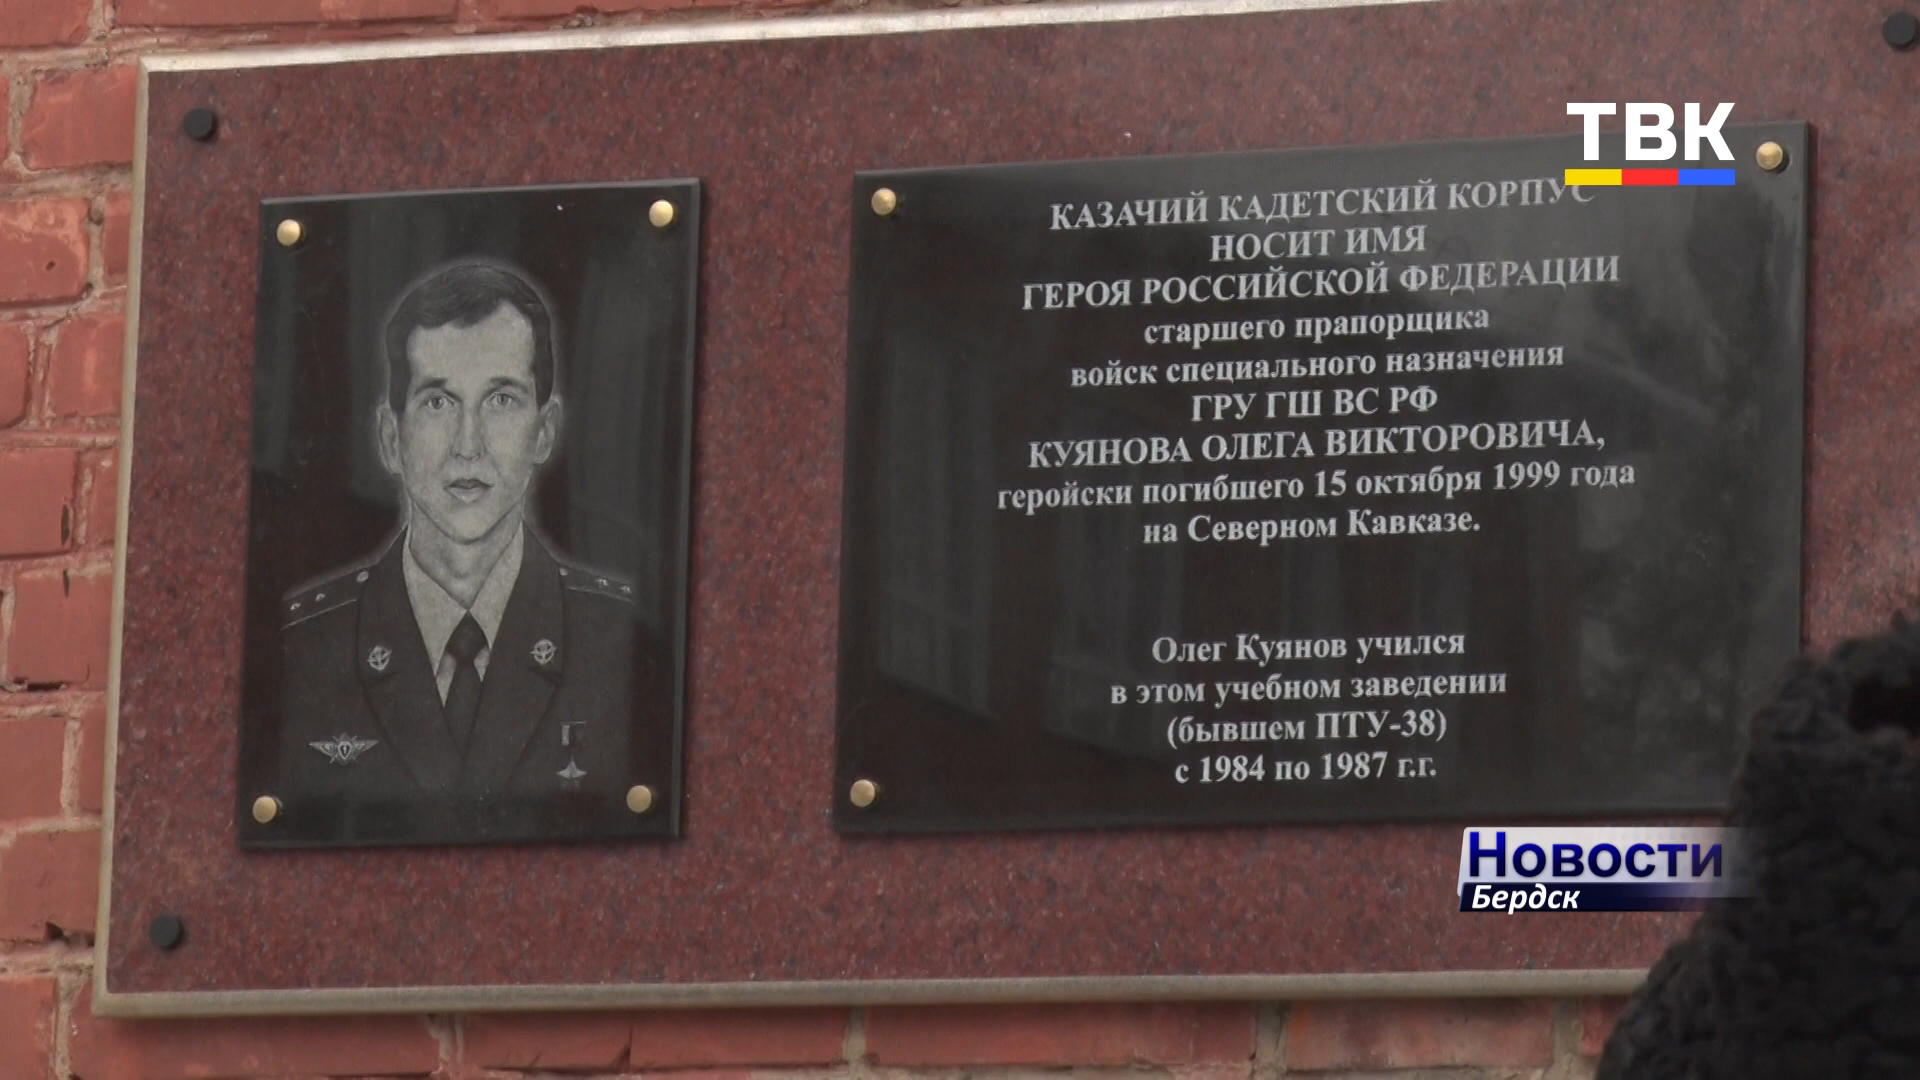 ТВК
КАЗАЧИЙ КАДЕТСКИЙ КОРПУС
НОСИТ ИМЯ
ГЕРОЯ РОССИЙСКОЙ ФЕДЕРАЦИИ
старшего прапорщика
войск специального назначения
ГРУ ГШ ВС РФ
КУЯНОВА ОЛЕГА ВИКТОРОВИЧА,
геройски погибшего 15 октября 1999 года
на Северном Кавказе.
Олег Куянов учился
в этом учебном заведении
(бывшем ПТУ-38)
с 1984 по 1987 г.г.
Новости
Бердск